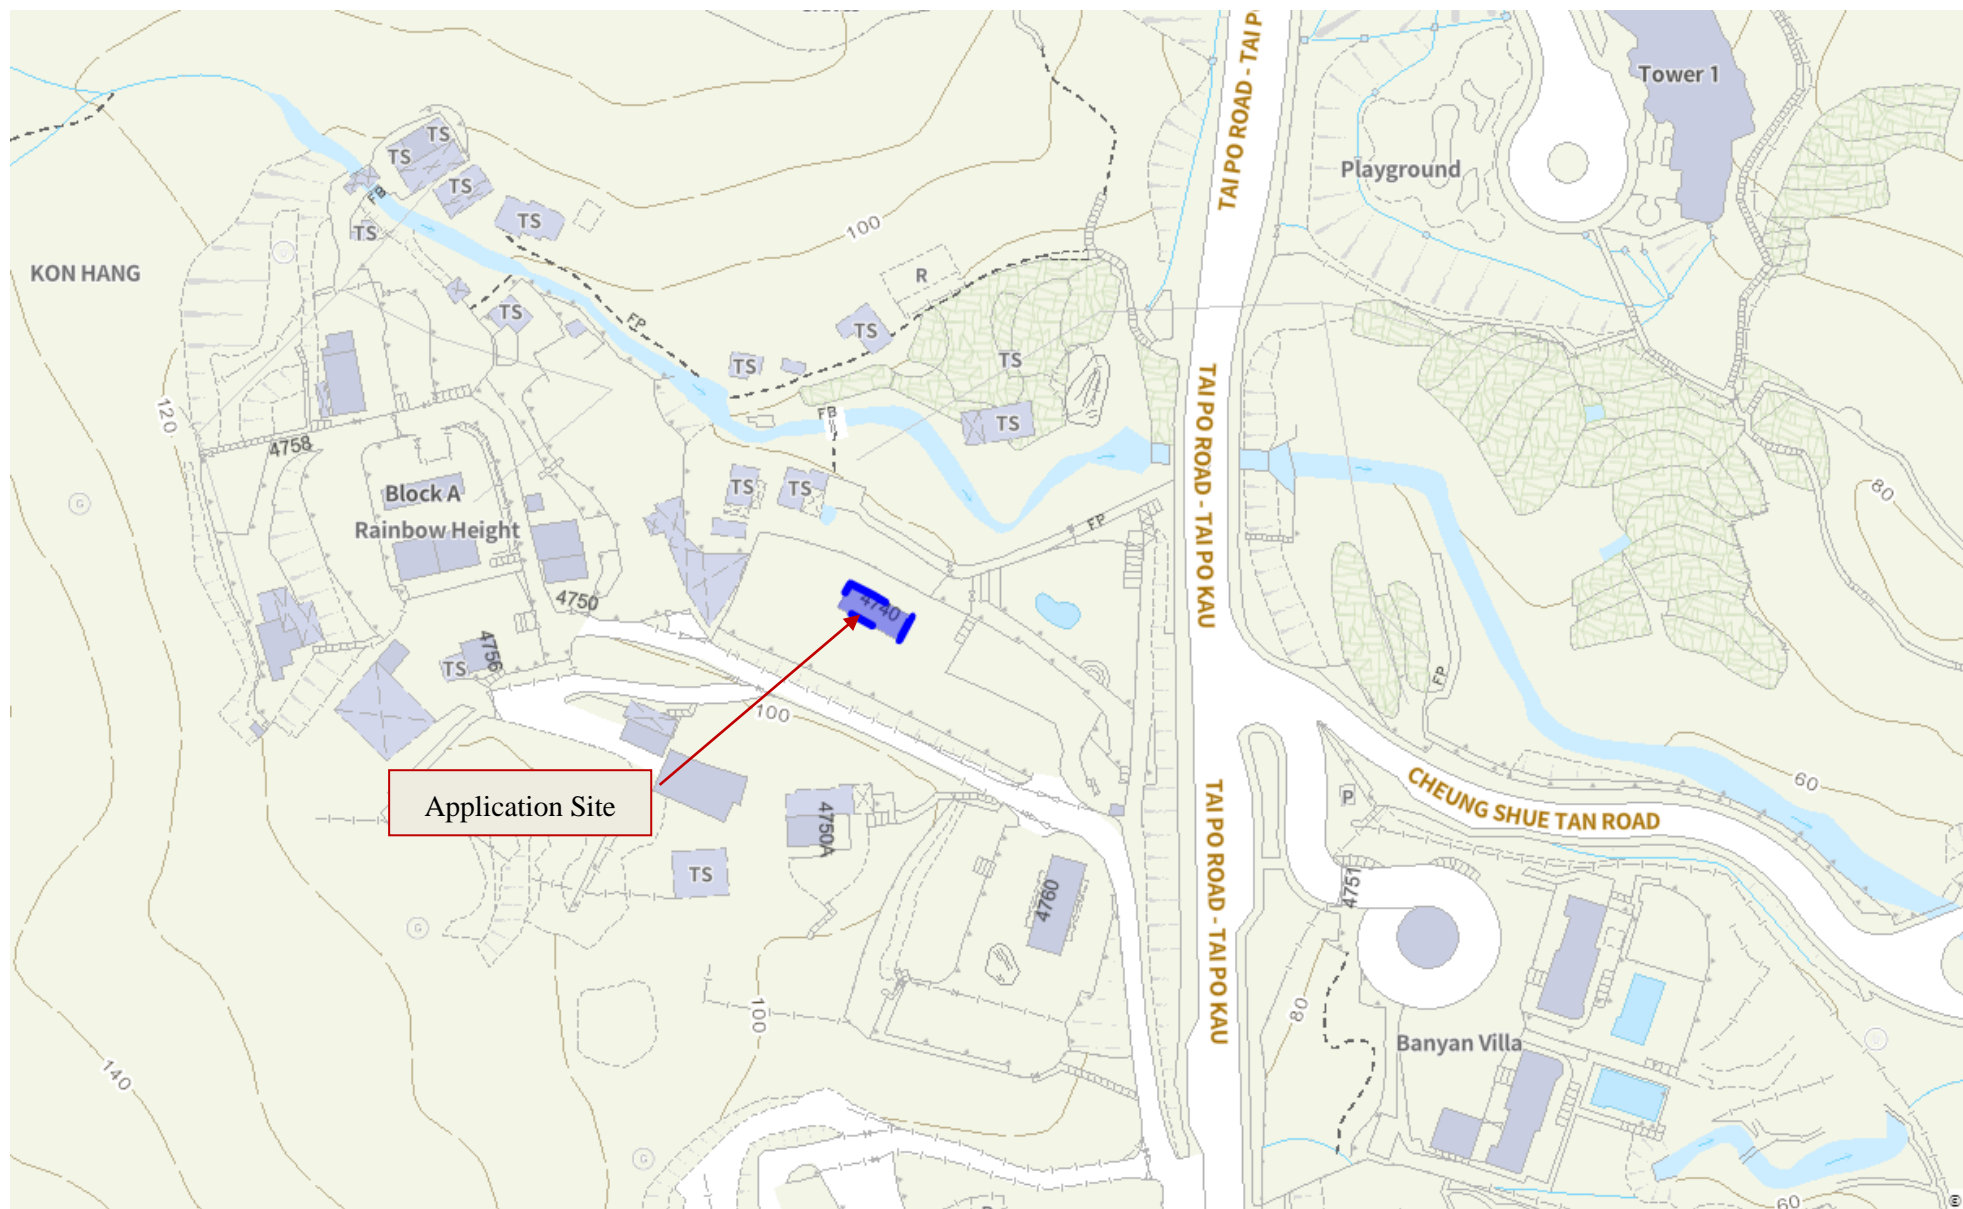 TAI PO ROAD - TAI P
Tower 1
TS
TS
TS
Playground
FB
TS
TS
100
KON HANG
R
TS
FP
TS
TS
TS
120
FB
TS
TAI PO ROAD - TAI PO KAU
4758
80
Block A
TS
TS
Rainbow Height
FP
4750
4740
4756
TS
FP
100
60
CHEUNG SHUE TAN ROAD
P
Application Site
4750A
TAI PO ROAD - TAI PO KAU
TS
4760
4751
G
G
G
100
80
Banyan Villa
140
G
G
60
©